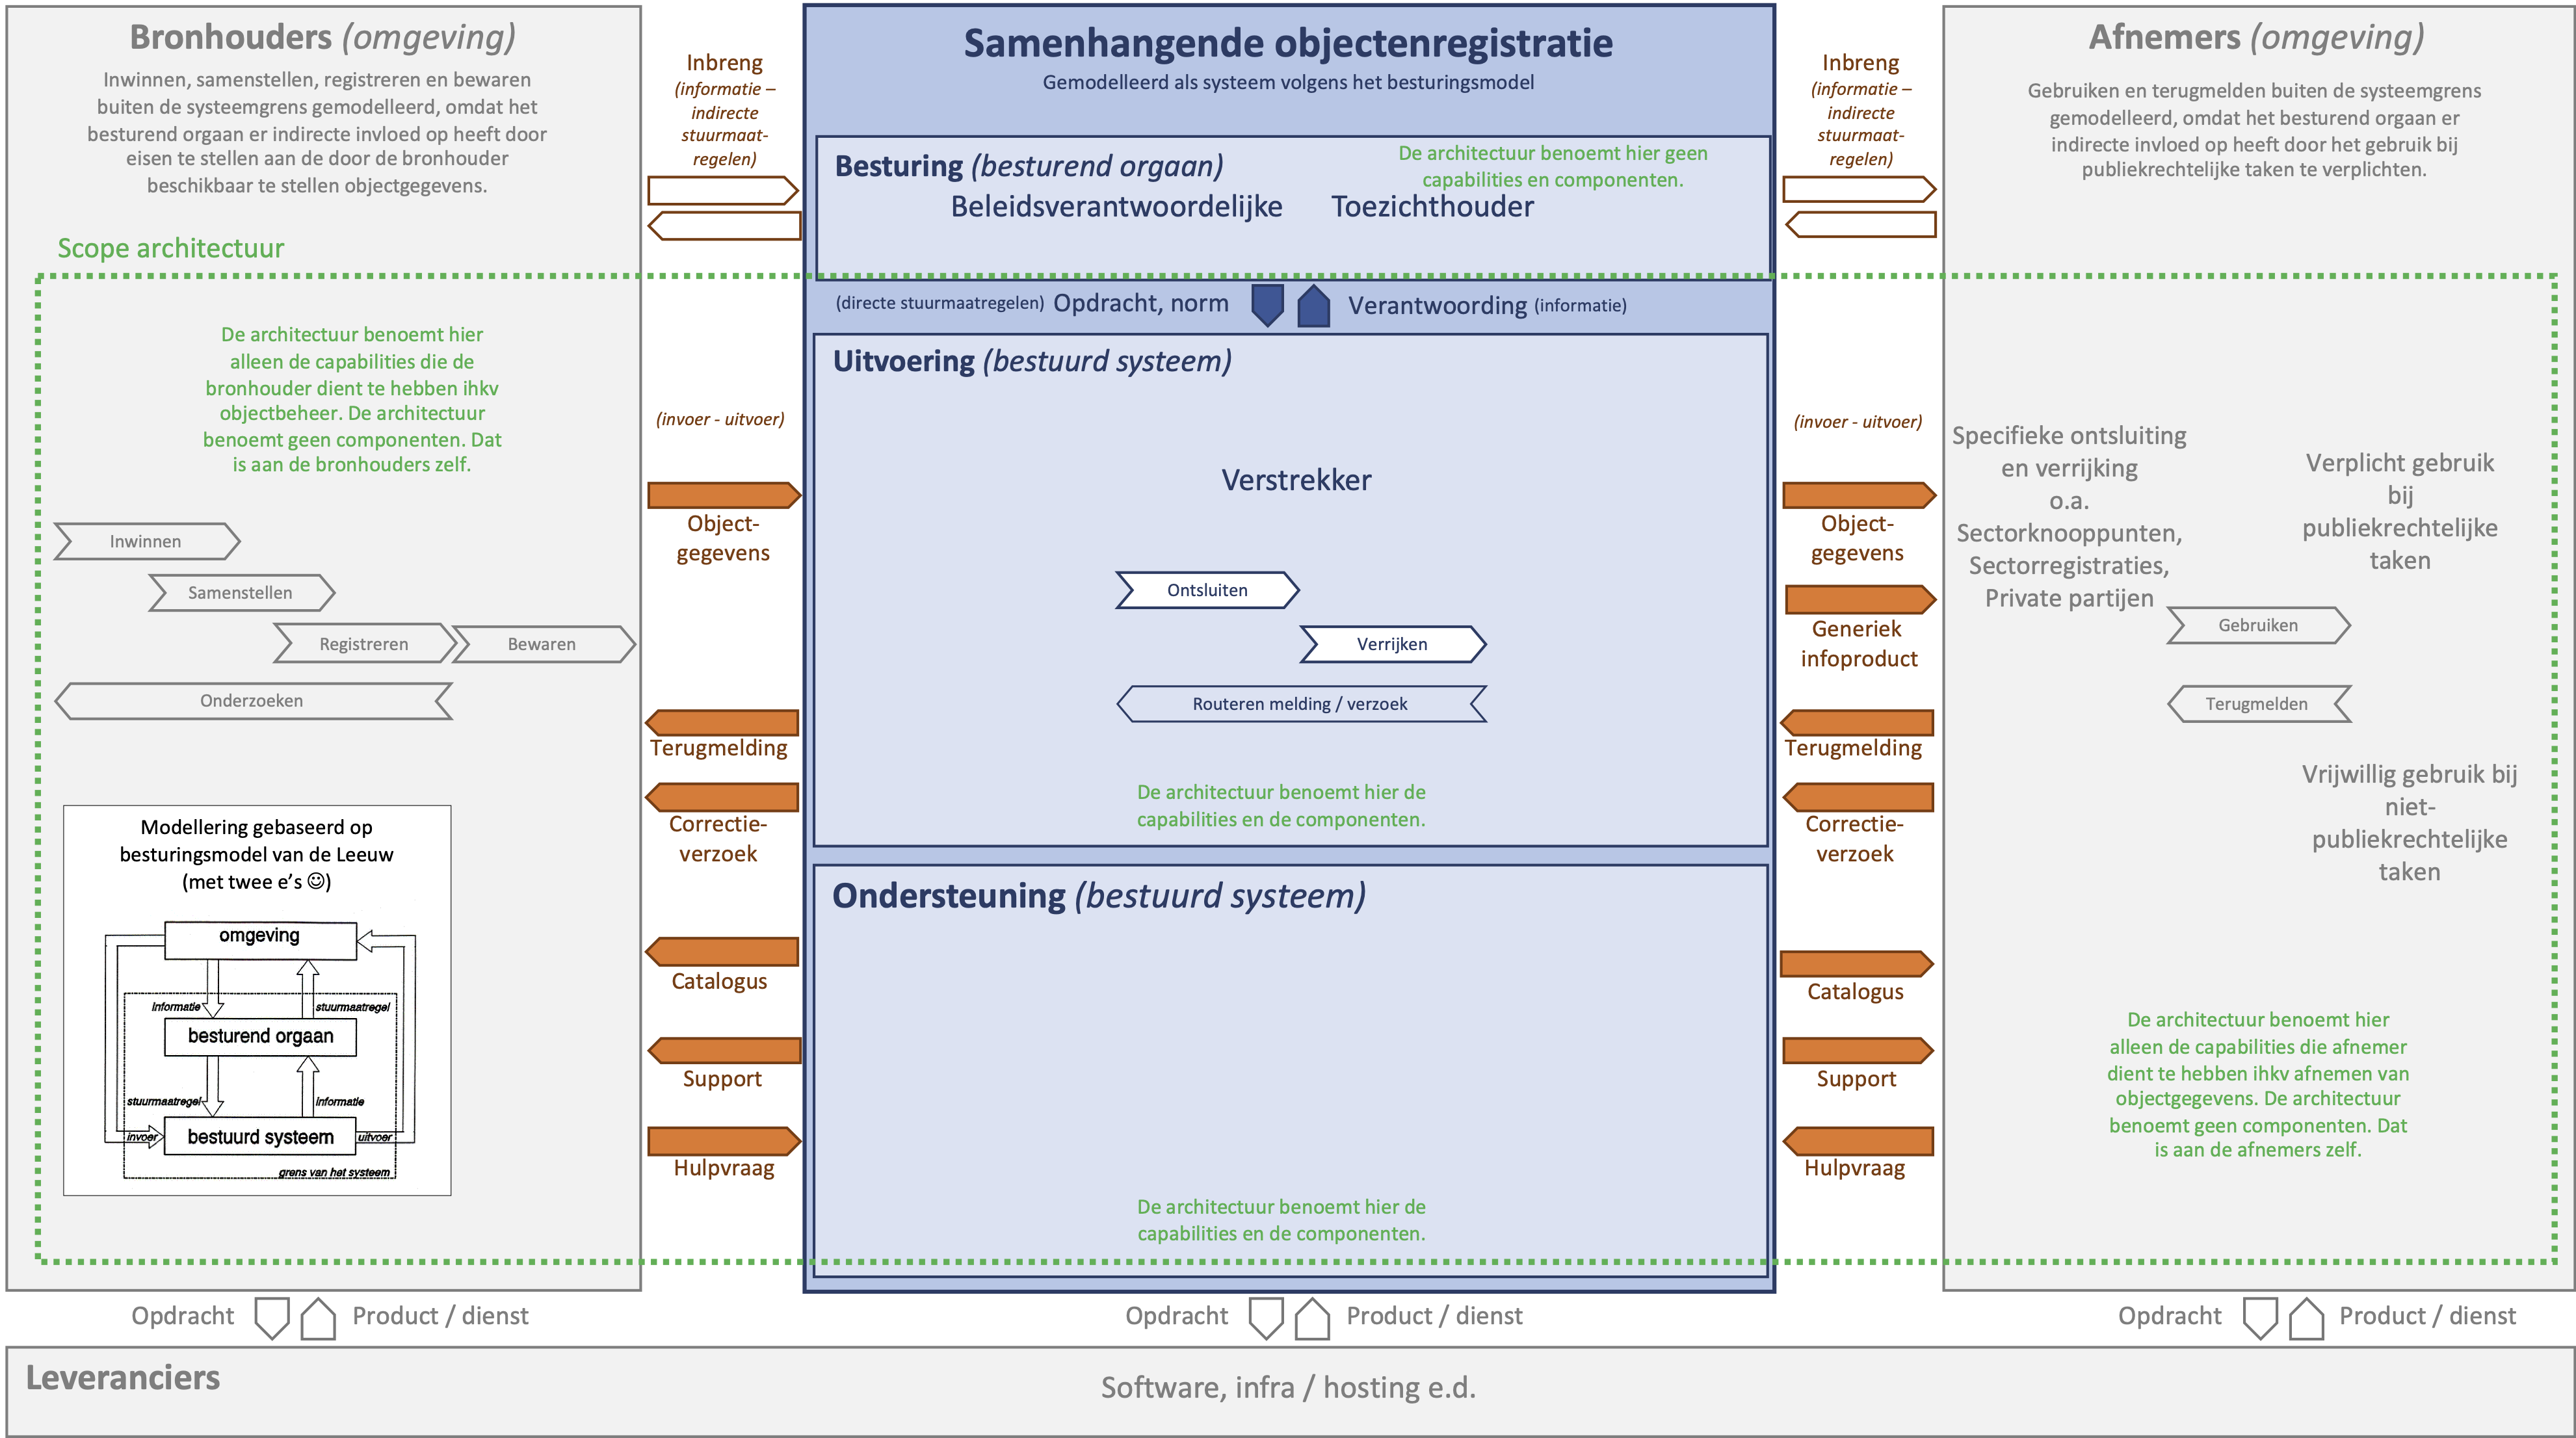 Bronhouders (omgeving)
Inwinnen, samenstellen, registreren en bewaren
buiten de systeemgrens gemodelleerd, omdat het
besturend orgaan er indirecte invloed op heeft door
eisen te stellen aan de door de bronhouder
beschikbaar te stellen objectgegevens.
Scope architectuur
De architectuur benoemt hier
alleen de capabilities die de
bronhouder dient te hebben ihkv
objectbeheer. De architectuur
benoemt geen componenten. Dat
is aan de bronhouders zelf.
Inwinnen
Samenstellen
Registreren
Bewaren
Onderzoeken
Modellering gebaseerd op
besturingsmodel van de Leeuw
(met twee e's ☺)
omgeving
informatie
stuurmaatregel
besturend orgaan
stuurmaatregel
informatie
invoer
bestuurd systeem
uitvoer
grens van het systeem
Inbreng
(informatie –
indirecte
stuurmaat-
regelen)
(invoer - uitvoer)
Object-
gegevens
Terugmelding
Correctie-
verzoek
Catalogus
Support
Hulpvraag
Samenhangende objectenregistratie
Gemodelleerd als systeem volgens het besturingsmodel
Besturing (besturend orgaan)
De architectuur benoemt hier geen
capabilities en componenten.
Beleidsverantwoordelijke
Toezichthouder
(directe stuurmaatregelen) Opdracht, norm
Verantwoording (informatie)
Uitvoering (bestuurd systeem)
Verstrekker
Ontsluiten
Verrijken
Routeren melding / verzoek
De architectuur benoemt hier de
capabilities en de componenten.
Ondersteuning (bestuurd systeem)
De architectuur benoemt hier de
capabilities en de componenten.
Inbreng
(informatie –
indirecte
stuurmaat-
regelen)
(invoer - uitvoer)
Object-
gegevens
Generiek
infoproduct
Terugmelding
Correctie-
verzoek
Catalogus
Support
Hulpvraag
Afnemers (omgeving)
Gebruiken en terugmelden buiten de systeemgrens
gemodelleerd, omdat het besturend orgaan er
indirecte invloed op heeft door het gebruik bij
publiekrechtelijke taken te verplichten.
Specifieke ontsluiting
en verrijking
o.a.
Sectorknooppunten,
Sectorregistraties,
Private partijen
Verplicht gebruik
bij
publiekrechtelijke
taken
Gebruiken
Terugmelden
Vrijwillig gebruik bij
niet-
publiekrechtelijke
taken
De architectuur benoemt hier
alleen de capabilities die afnemer
dient te hebben ihkv afnemen van
objectgegevens. De architectuur
benoemt geen componenten. Dat
is aan de afnemers zelf.
Opdracht
Product / dienst
Opdracht
Product / dienst
Opdracht
Product / dienst
Leveranciers
Software, infra / hosting e.d.